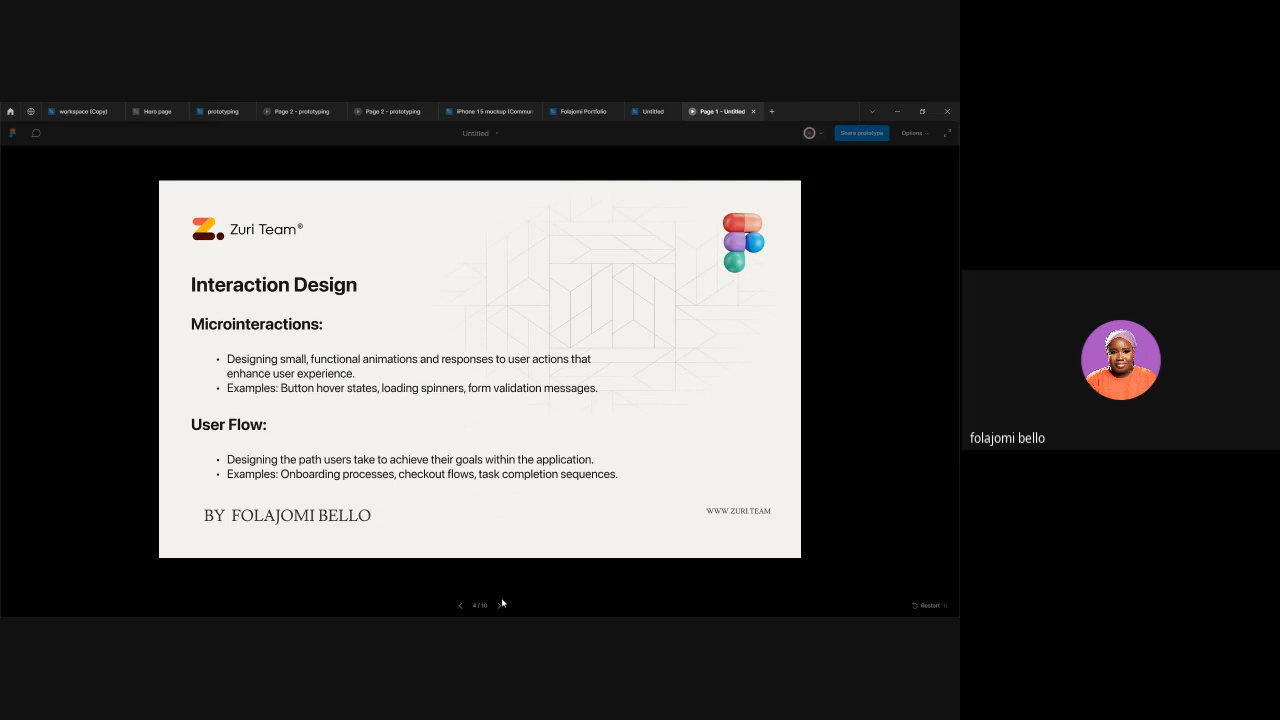 workspace (Copy)
Hero page
prototyping
Page 2 - prototyping
Page 2 - prototyping
iPhone 15 mockup (Commun
Folajomi Portfolio
Untitled
Page 1 - Untitled
Untitled
Share prototype
Options
Zuri Team®
Interaction Design
Microinteractions:
• Designing small, functional animations and responses to user actions that
enhance user experience.
• Examples: Button hover states, loading spinners, form validation messages.
User Flow:
• Designing the path users take to achieve their goals within the application.
• Examples: Onboarding processes, checkout flows, task completion sequences.
BY FOLAJOMI BELLO
WWW.ZURI.TEAM
4 / 10
Restart
folajomi bello